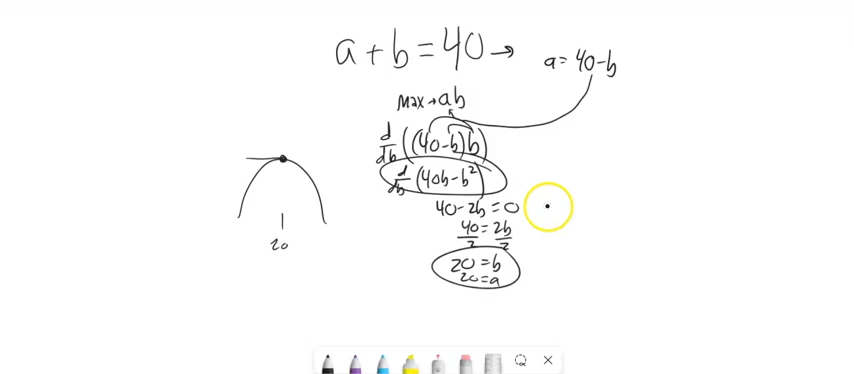 a + b = 40 →
a = 40 - b
Max → ab
d/db ((40 - b)b)
d/db (40b - b²)
40 - 2b = 0
40/2 = 2b/2
20 = b
20 = a
20